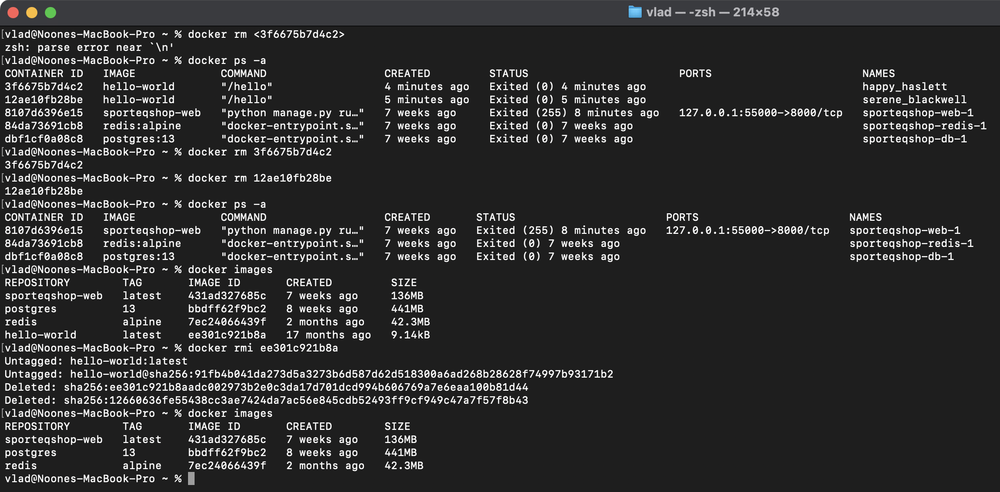 vlad — -zsh — 214×58
[vlad@Noones-MacBook-Pro ~ % docker rm <3f6675b7d4c2>
zsh: parse error near `\n'
[vlad@Noones-MacBook-Pro ~ % docker ps -a
CONTAINER ID   IMAGE             COMMAND                  CREATED         STATUS                       PORTS                       NAMES
3f6675b7d4c2   hello-world       "/hello"                 4 minutes ago   Exited (0) 4 minutes ago                                 happy_haslett
12ae10fb28be   hello-world       "/hello"                 5 minutes ago   Exited (0) 5 minutes ago                                 serene_blackwell
8107d6396e15   sporteqshop-web   "python manage.py ru…"   7 weeks ago     Exited (255) 8 minutes ago   127.0.0.1:55000->8000/tcp   sporteqshop-web-1
84da73691cb8   redis:alpine      "docker-entrypoint.s…"   7 weeks ago     Exited (0) 7 weeks ago                                   sporteqshop-redis-1
dbf1cf0a08c8   postgres:13       "docker-entrypoint.s…"   7 weeks ago     Exited (0) 7 weeks ago                                   sporteqshop-db-1
[vlad@Noones-MacBook-Pro ~ % docker rm 3f6675b7d4c2
3f6675b7d4c2
[vlad@Noones-MacBook-Pro ~ % docker rm 12ae10fb28be
12ae10fb28be
[vlad@Noones-MacBook-Pro ~ % docker ps -a
CONTAINER ID   IMAGE             COMMAND                  CREATED       STATUS                       PORTS                       NAMES
8107d6396e15   sporteqshop-web   "python manage.py ru…"   7 weeks ago   Exited (255) 8 minutes ago   127.0.0.1:55000->8000/tcp   sporteqshop-web-1
84da73691cb8   redis:alpine      "docker-entrypoint.s…"   7 weeks ago   Exited (0) 7 weeks ago                                   sporteqshop-redis-1
dbf1cf0a08c8   postgres:13       "docker-entrypoint.s…"   7 weeks ago   Exited (0) 7 weeks ago                                   sporteqshop-db-1
[vlad@Noones-MacBook-Pro ~ % docker images
REPOSITORY        TAG       IMAGE ID       CREATED         SIZE
sporteqshop-web   latest    431ad327685c   7 weeks ago     136MB
postgres          13        bbdff62f9bc2   8 weeks ago     441MB
redis             alpine    7ec24066439f   2 months ago    42.3MB
hello-world       latest    ee301c921b8a   17 months ago   9.14kB
[vlad@Noones-MacBook-Pro ~ % docker rmi ee301c921b8a
Untagged: hello-world:latest
Untagged: hello-world@sha256:91fb4b041da273d5a3273b6d587d62d518300a6ad268b28628f74997b93171b2
Deleted: sha256:ee301c921b8aadc002973b2e0c3da17d701dcd994b606769a7e6eaa100b81d44
Deleted: sha256:12660636fe55438cc3ae7424da7ac56e845cdb52493ff9cf949c47a7f57f8b43
[vlad@Noones-MacBook-Pro ~ % docker images
REPOSITORY        TAG       IMAGE ID       CREATED        SIZE
sporteqshop-web   latest    431ad327685c   7 weeks ago    136MB
postgres          13        bbdff62f9bc2   8 weeks ago    441MB
redis             alpine    7ec24066439f   2 months ago   42.3MB
vlad@Noones-MacBook-Pro ~ %